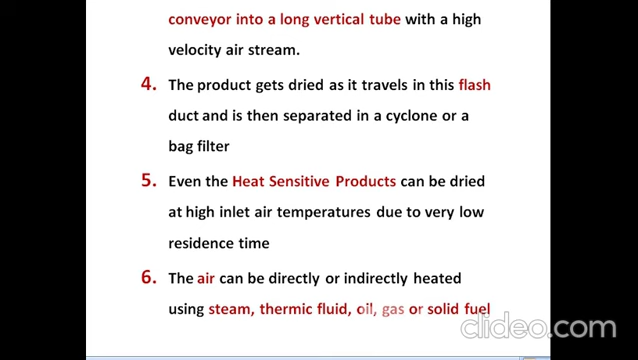 conveyor into a long vertical tube with a high
velocity air stream.
4. The product gets dried as it travels in this flash
duct and is then separated in a cyclone or a
bag filter
5. Even the Heat Sensitive Products can be dried
at high inlet air temperatures due to very low
residence time
6. The air can be directly or indirectly heated
using steam, thermic fluid, oil, gas or solid fuel
clideo.com